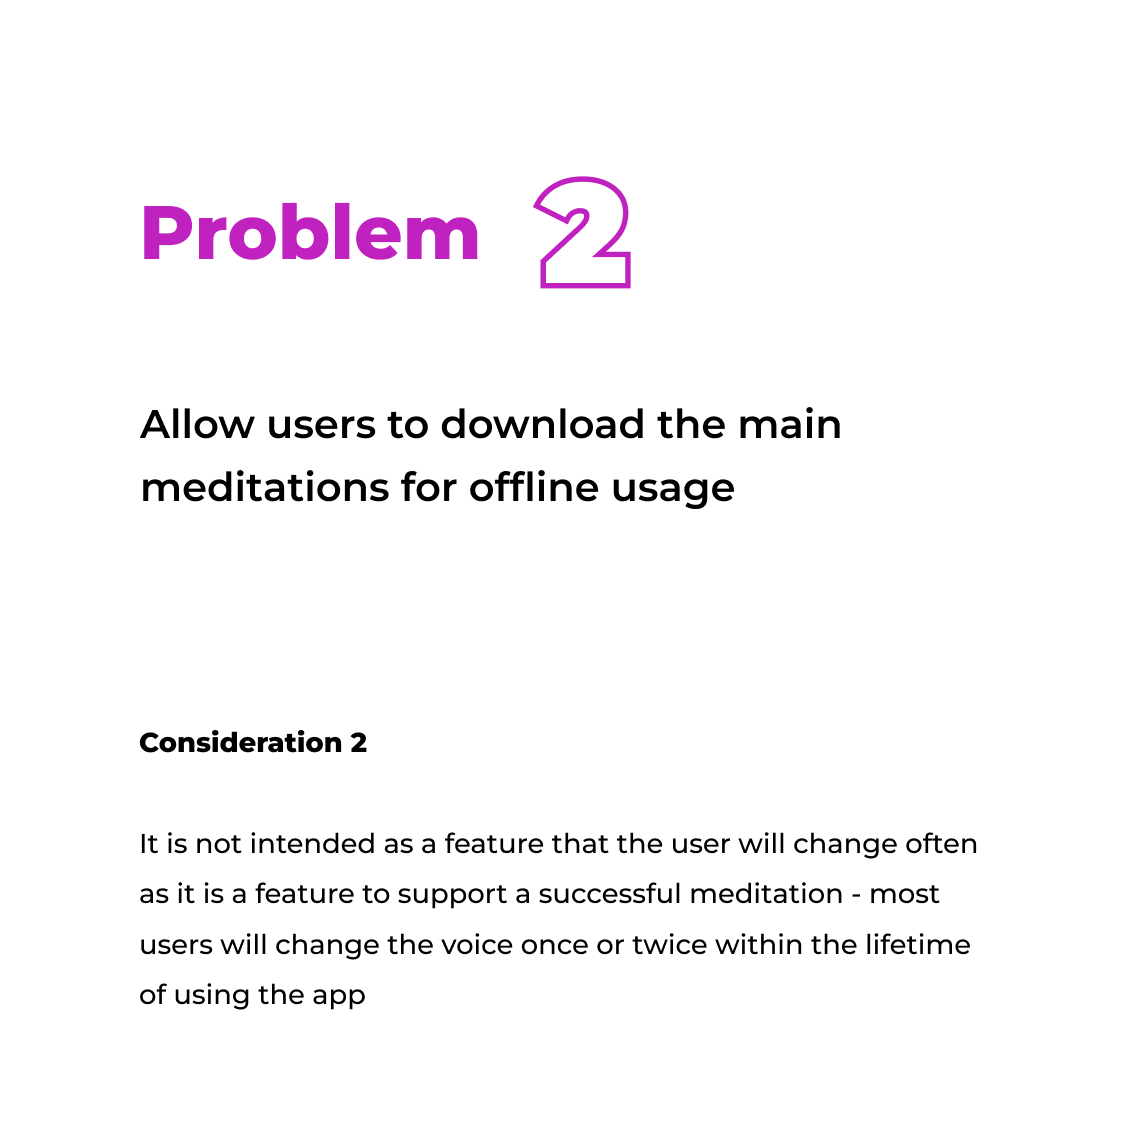 Problem 2
Allow users to download the main
meditations for offline usage
Consideration 2
It is not intended as a feature that the user will change often
as it is a feature to support a successful meditation - most
users will change the voice once or twice within the lifetime
of using the app